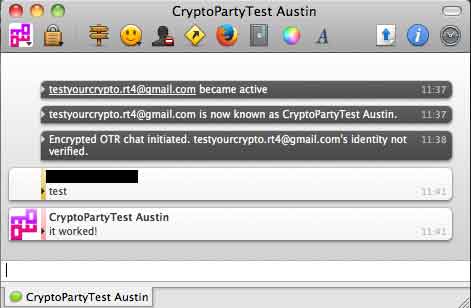 CryptoPartyTest Austin
testyourcrypto.rt4@gmail.com became active 11:37
testyourcrypto.rt4@gmail.com is now known as CryptoPartyTest Austin. 11:37
Encrypted OTR chat initiated. testyourcrypto.rt4@gmail.com's identity not 11:38
verified.
test 11:41
CryptoPartyTest Austin
it worked! 11:41
CryptoPartyTest Austin